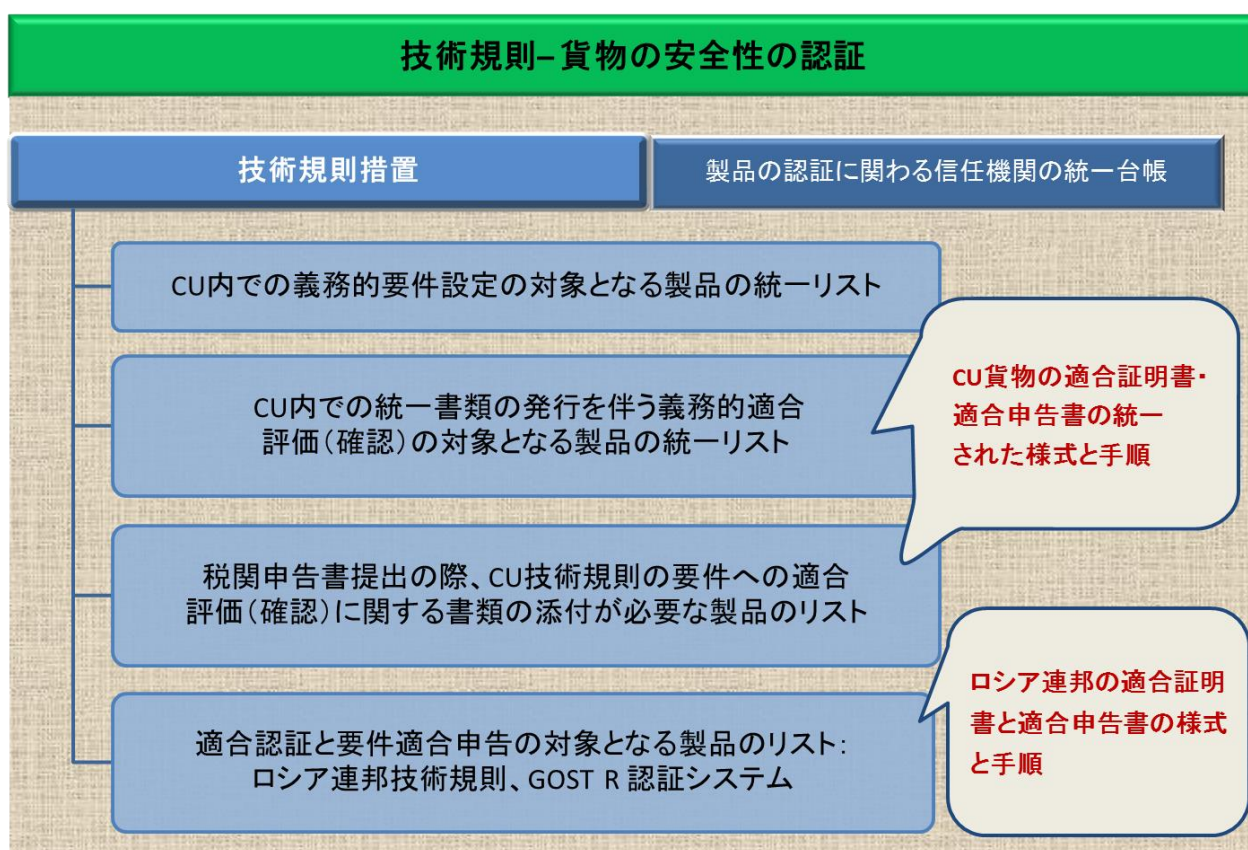 技術規則–貨物の安全性の認証
技術規則措置
製品の認証に関わる信任機関の統一台帳
CU内での義務的要件設定の対象となる製品の統一リスト
CU内での統一書類の発行を伴う義務的適合
評価(確認)の対象となる製品の統一リスト
CU貨物の適合証明書・
適合申告書の統一
された様式と手順
税関申告書提出の際、CU技術規則の要件への適合
評価(確認)に関する書類の添付が必要な製品のリスト
適合認証と要件適合申告の対象となる製品のリスト:
ロシア連邦技術規則、GOST R 認証システム
ロシア連邦の適合証明
書と適合申告書の様式
と手順